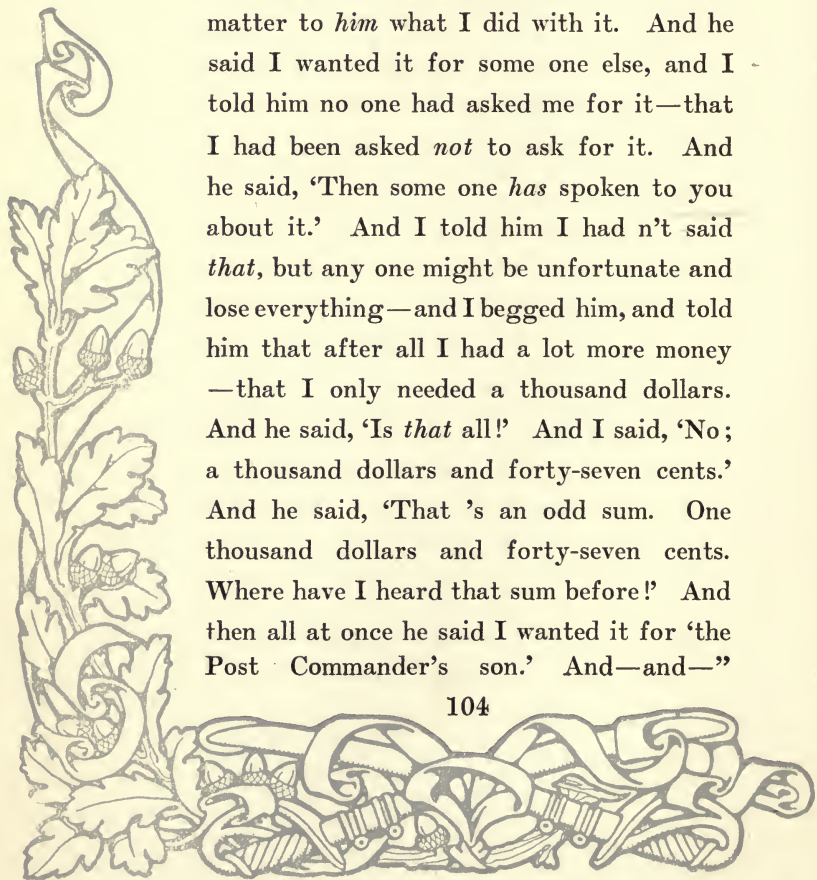 matter to him what I did with it. And he
said I wanted it for some one else, and I
told him no one had asked me for it—that
I had been asked not to ask for it. And
he said, ‘Then some one has spoken to you
about it.’ And I told him I had n’t said
that, but any one might be unfortunate and
lose everything—and I begged him, and told
him that after all I had a lot more money
—that I only needed a thousand dollars.
And he said, ‘Is that all!’ And I said, ‘No;
a thousand dollars and forty-seven cents.’
And he said, ‘That ’s an odd sum. One
thousand dollars and forty-seven cents.
Where have I heard that sum before!’ And
then all at once he said I wanted it for ‘the
Post Commander’s son.’ And—and—”
104